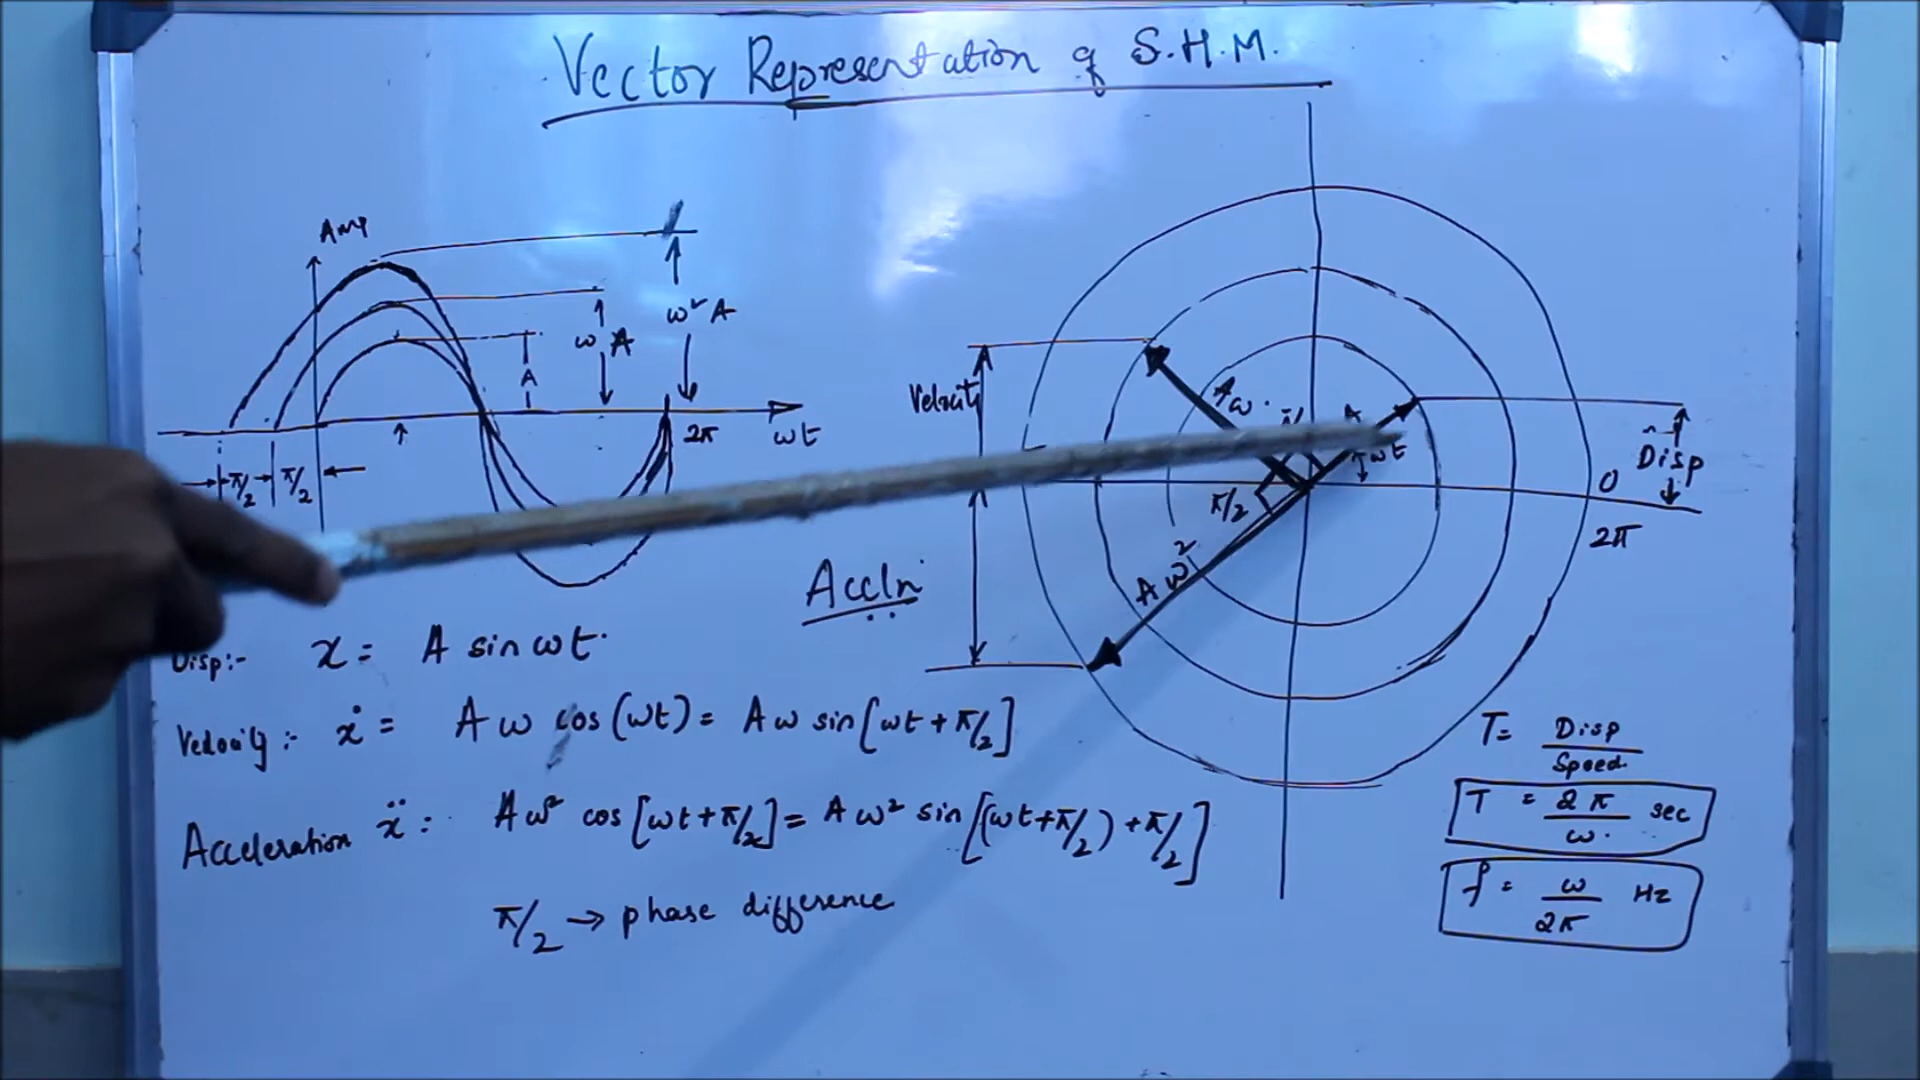 Vector Representation of S.H.M.
Amp
ω²A
ωA
A
2π
ωt
π/2
π/2
Velocity
Aω
A
ωt
Disp
0
2π
π/2
Aω²
Accln
Disp:- x = A sin ωt.
Velocity :- ẋ = Aω cos(ωt) = Aω sin[ωt + π/2]
Acceleration ẍ : Aω² cos[ωt+π/2] = Aω² sin[(ωt+π/2)+π/2]
π/2 → phase difference
T= Disp/Speed
T = 2π/ω. sec
f = ω/2π Hz